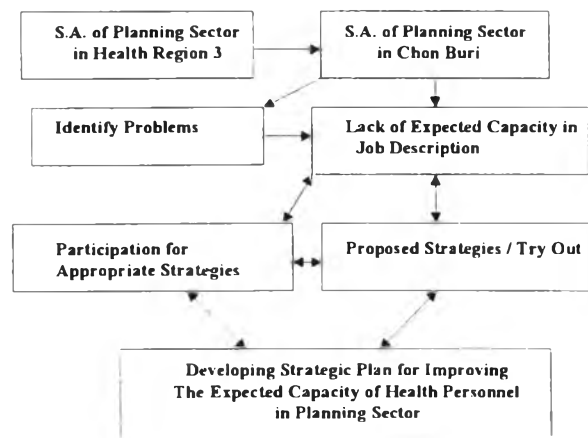 S.A. of Planning Sector
in Health Region 3
S.A. of Planning Sector
in Chon Buri
Identify Problems
Lack of Expected Capacity in
Job Description
Participation for
Appropriate Strategies
Proposed Strategies / Try Out
Developing Strategic Plan for Improving
The Expected Capacity of Health Personnel
in Planning Sector